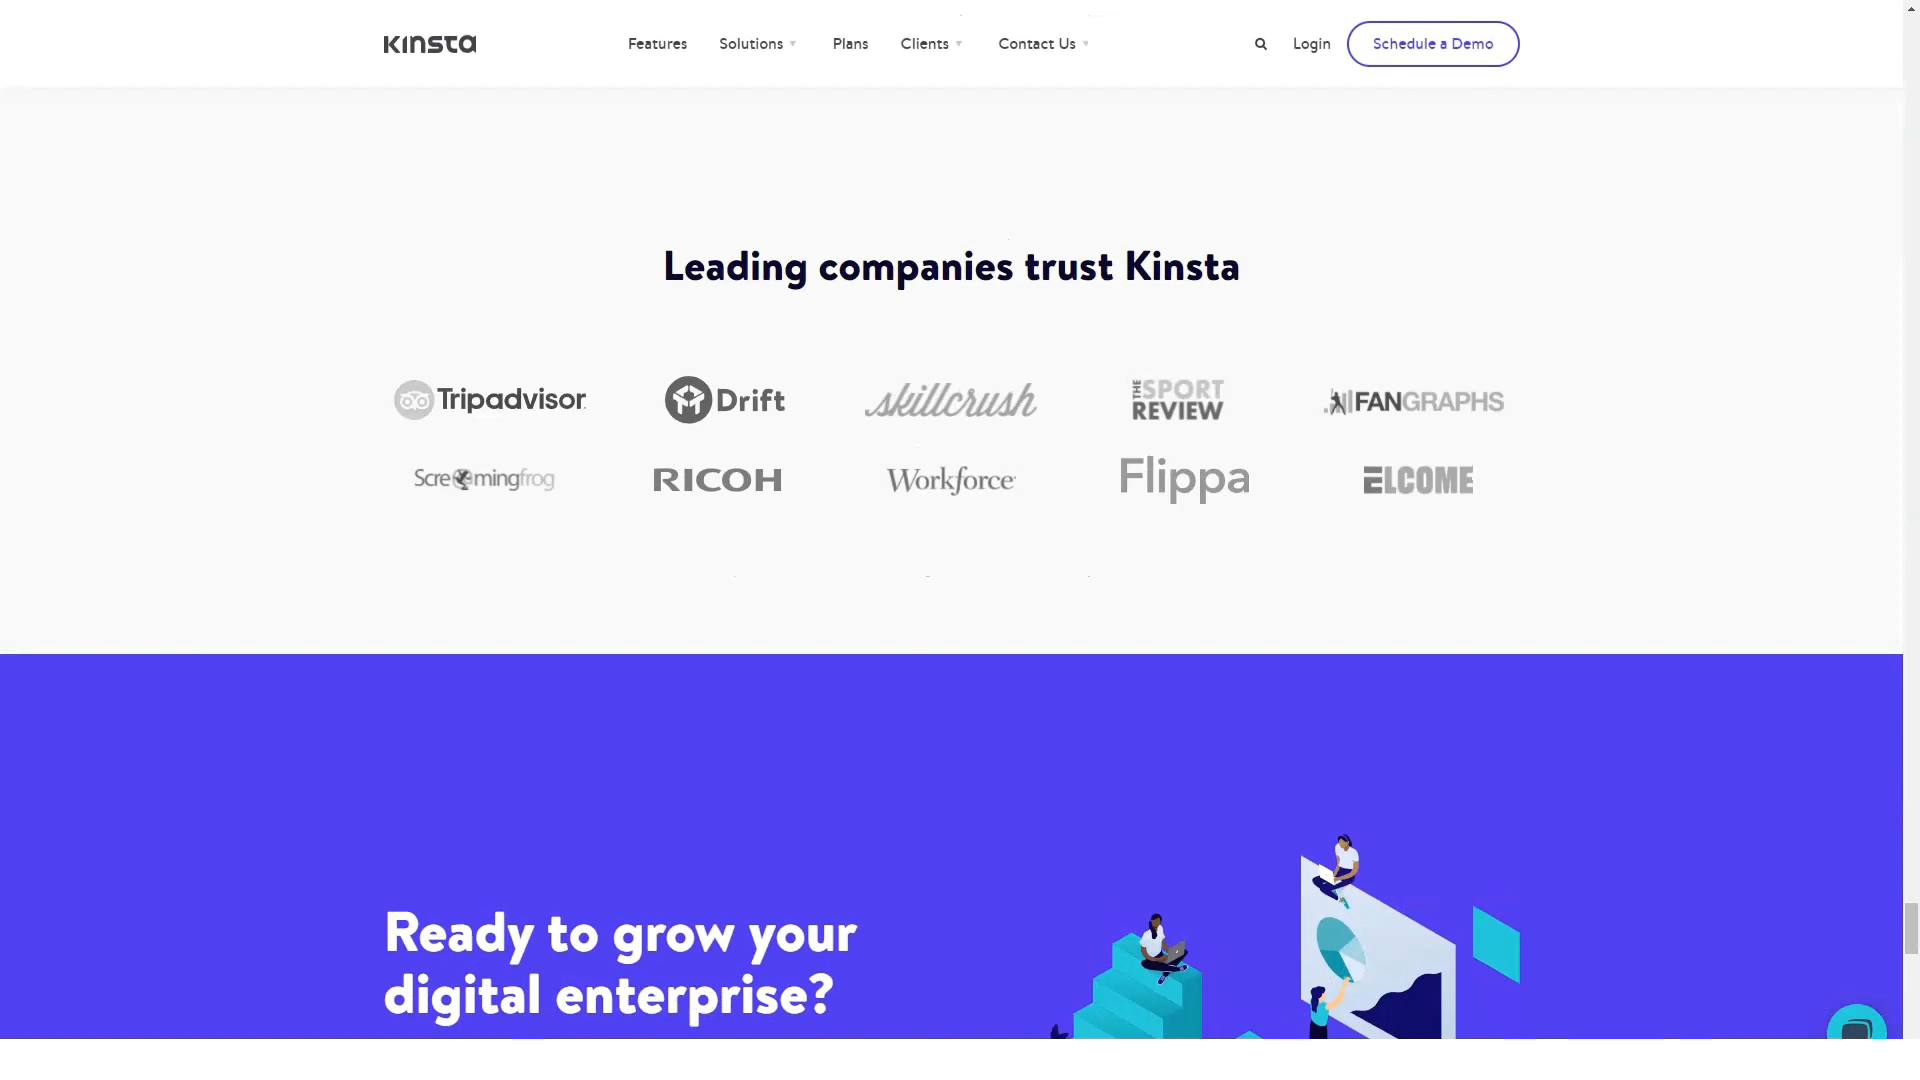 Kinsta Features Solutions Plans Clients Contact Us Login Schedule a Demo
Leading companies trust Kinsta
Tripadvisor Drift skillcrush THE SPORT REVIEW FANGRAPHS
Screamingfrog RICOH Workforce Flippa ELCOME
Ready to grow your
digital enterprise?